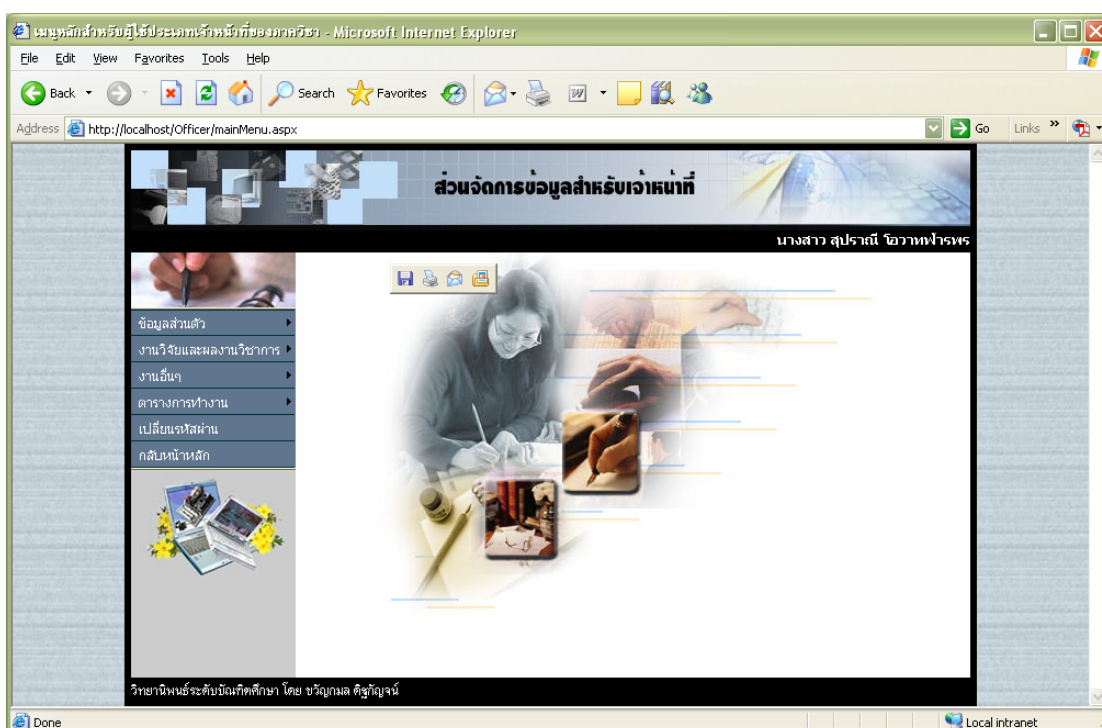 เมนูหลักสำหรับผู้ใช้ประเภทเจ้าหน้าที่ของภาควิชา - Microsoft Internet Explorer
File Edit View Favorites Tools Help
Back Search Favorites
Address http://localhost/Officer/mainMenu.aspx Go Links »
ส่วนจัดการข้อมูลสำหรับเจ้าหน้าที่
นางสาว สุปราณี โอวาทฟ้ารพร
ข้อมูลส่วนตัว
งานวิจัยและผลงานวิชาการ
งานอื่นๆ
ตารางการทำงาน
เปลี่ยนรหัสผ่าน
กลับหน้าหลัก
วิทยานิพนธ์ระดับบัณฑิตศึกษา โดย ขวัญกมล ดิฐกัญจน์
Done Local intranet